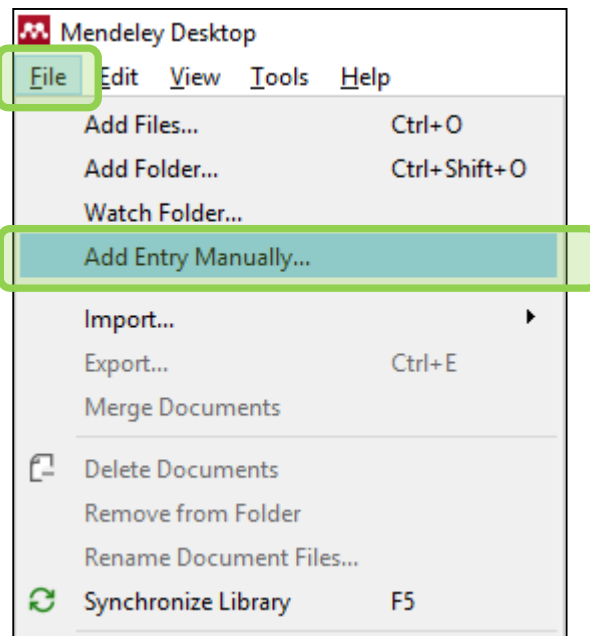 Mendeley Desktop
File Edit View Tools Help
Add Files... Ctrl+O
Add Folder... Ctrl+Shift+O
Watch Folder...
Add Entry Manually...
Import...
Export... Ctrl+E
Merge Documents
Delete Documents
Remove from Folder
Rename Document Files...
Synchronize Library F5